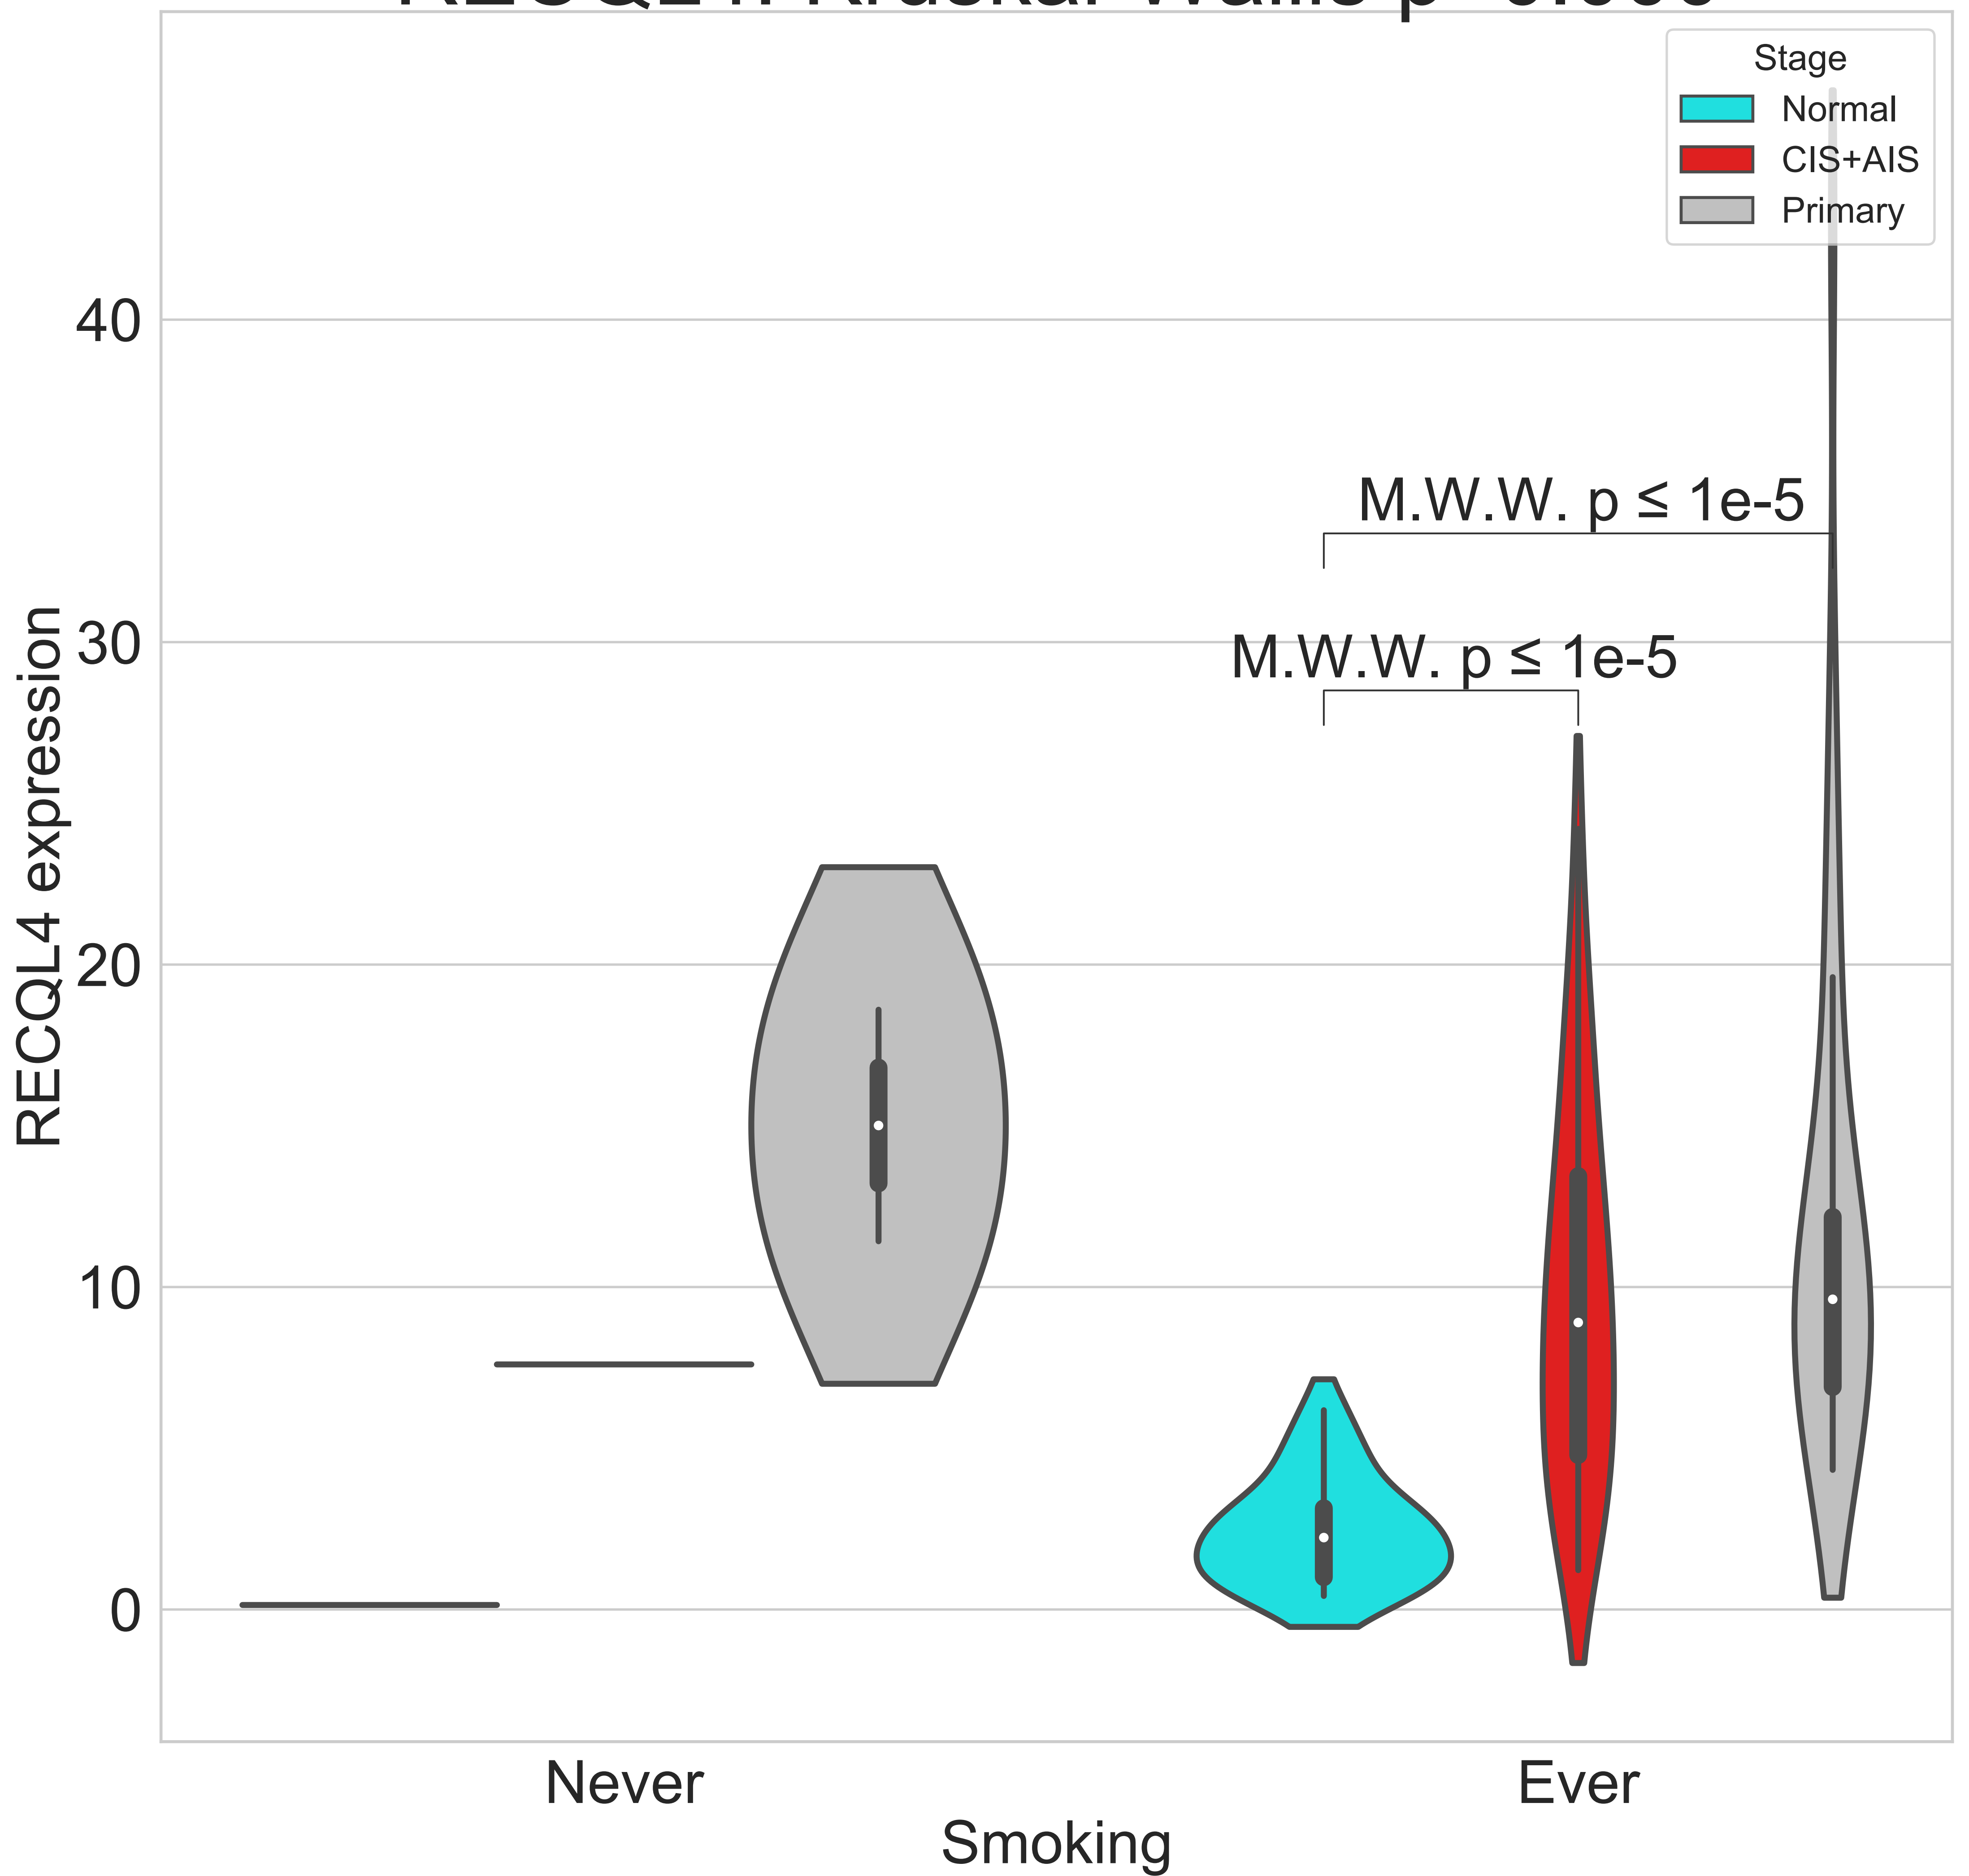 Stage
Normal
CIS+AIS
Primary
40
M.W.W. p ≤ 1e-5
30
M.W.W. p ≤ 1e-5
RECQL4 expression
20
10
0
Never
Ever
Smoking